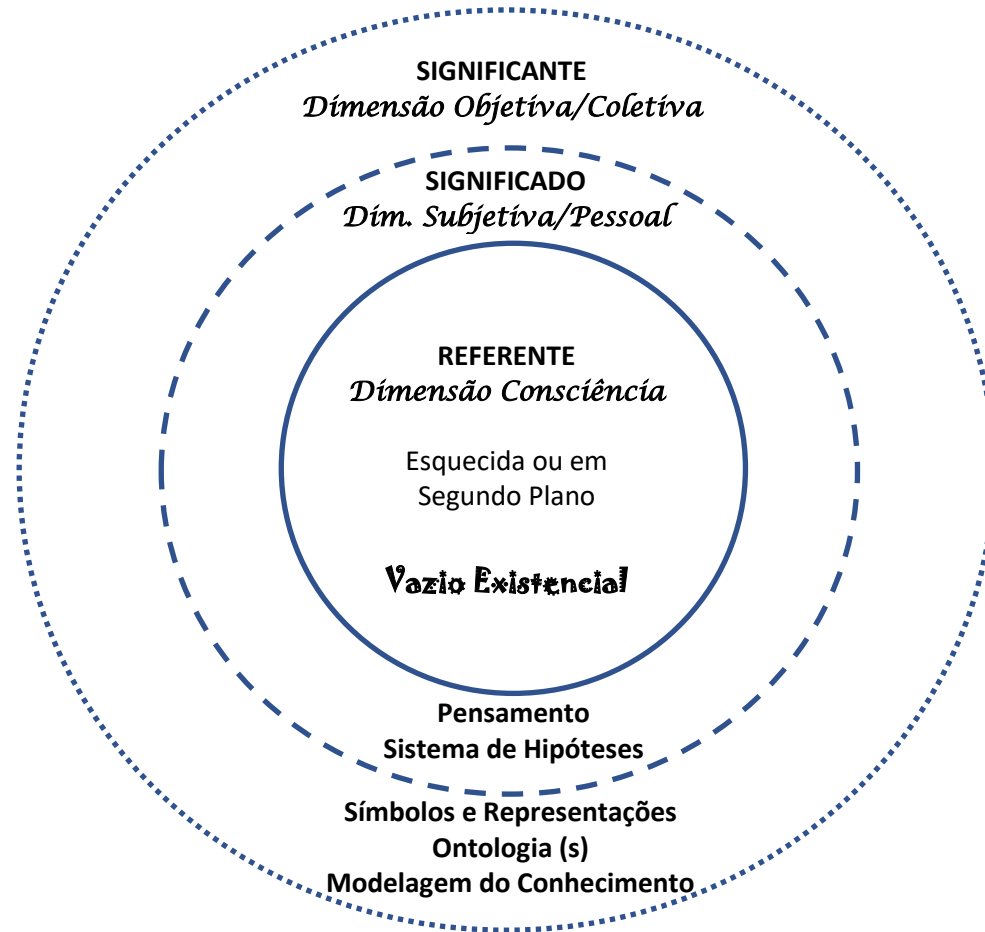 SIGNIFICANTE
Dimensão Objetiva/Coletiva
SIGNIFICADO
Dim. Subjetiva/Pessoal
REFERENTE
Dimensão Consciência
Esquecida ou em
Segundo Plano
Vazio Existencial
Pensamento
Sistema de Hipóteses
Símbolos e Representações
Ontologia (s)
Modelagem do Conhecimento